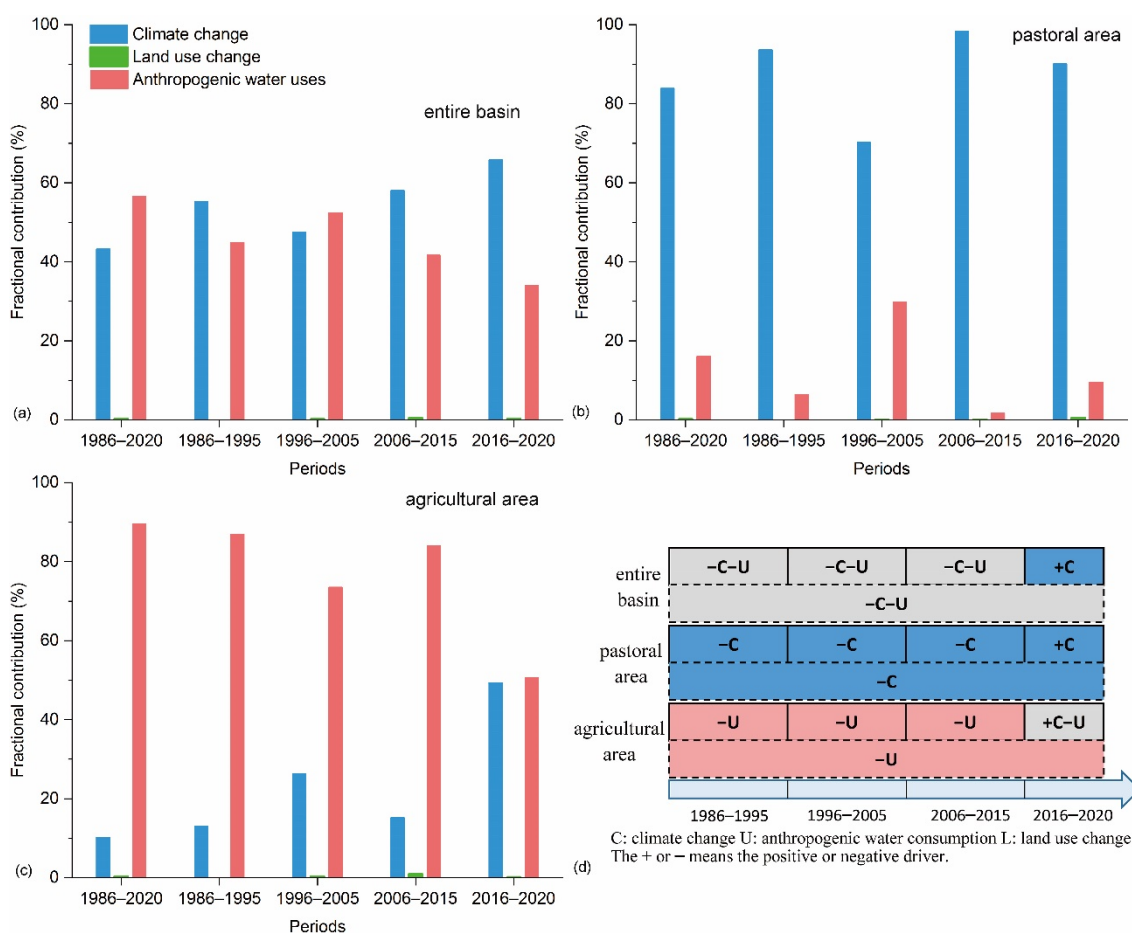 Climate change
Land use change
Anthropogenic water uses
entire basin
Fractional contribution (%)
100
80
60
40
20
0
(a)
1986–2020 1986–1995 1996–2005 2006–2015 2016–2020
Periods
pastoral area
Fractional contribution (%)
100
80
60
40
20
0
(b)
1986–2020 1986–1995 1996–2005 2006–2015 2016–2020
Periods
agricultural area
Fractional contribution (%)
100
80
60
40
20
0
(c)
1986–2020 1986–1995 1996–2005 2006–2015 2016–2020
Periods
entire
basin
−C−U −C−U −C−U +C
−C−U
pastoral
area
−C −C −C +C
−C
agricultural
area
−U −U −U +C−U
−U
1986–1995 1996–2005 2006–2015 2016–2020
C: climate change U: anthropogenic water consumption L: land use change
(d)
The + or − means the positive or negative driver.